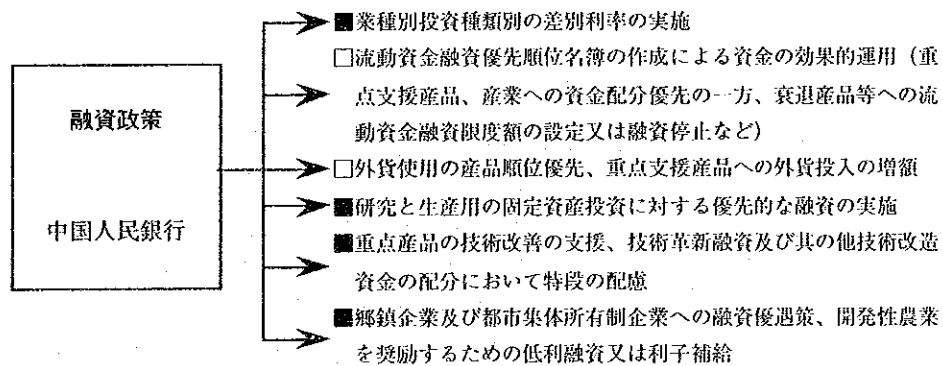 融資政策
中国人民銀行
■業種別投資種類別の差別利率の実施
□流動資金融資優先順位名簿の作成による資金の効果的運用（重
点支援産品、産業への資金配分優先の一方、衰退産品等への流
動資金融資限度額の設定又は融資停止など）
□外貨使用の産品順位優先、重点支援産品への外貨投入の増額
■研究と生産用の固定資産投資に対する優先的な融資の実施
■重点産品の技術改善の支援、技術革新融資及び其の他技術改造
資金の配分において特段の配慮
■郷鎮企業及び都市集体所有制企業への融資優遇策、開発性農業
を奨励するための低利融資又は利子補給